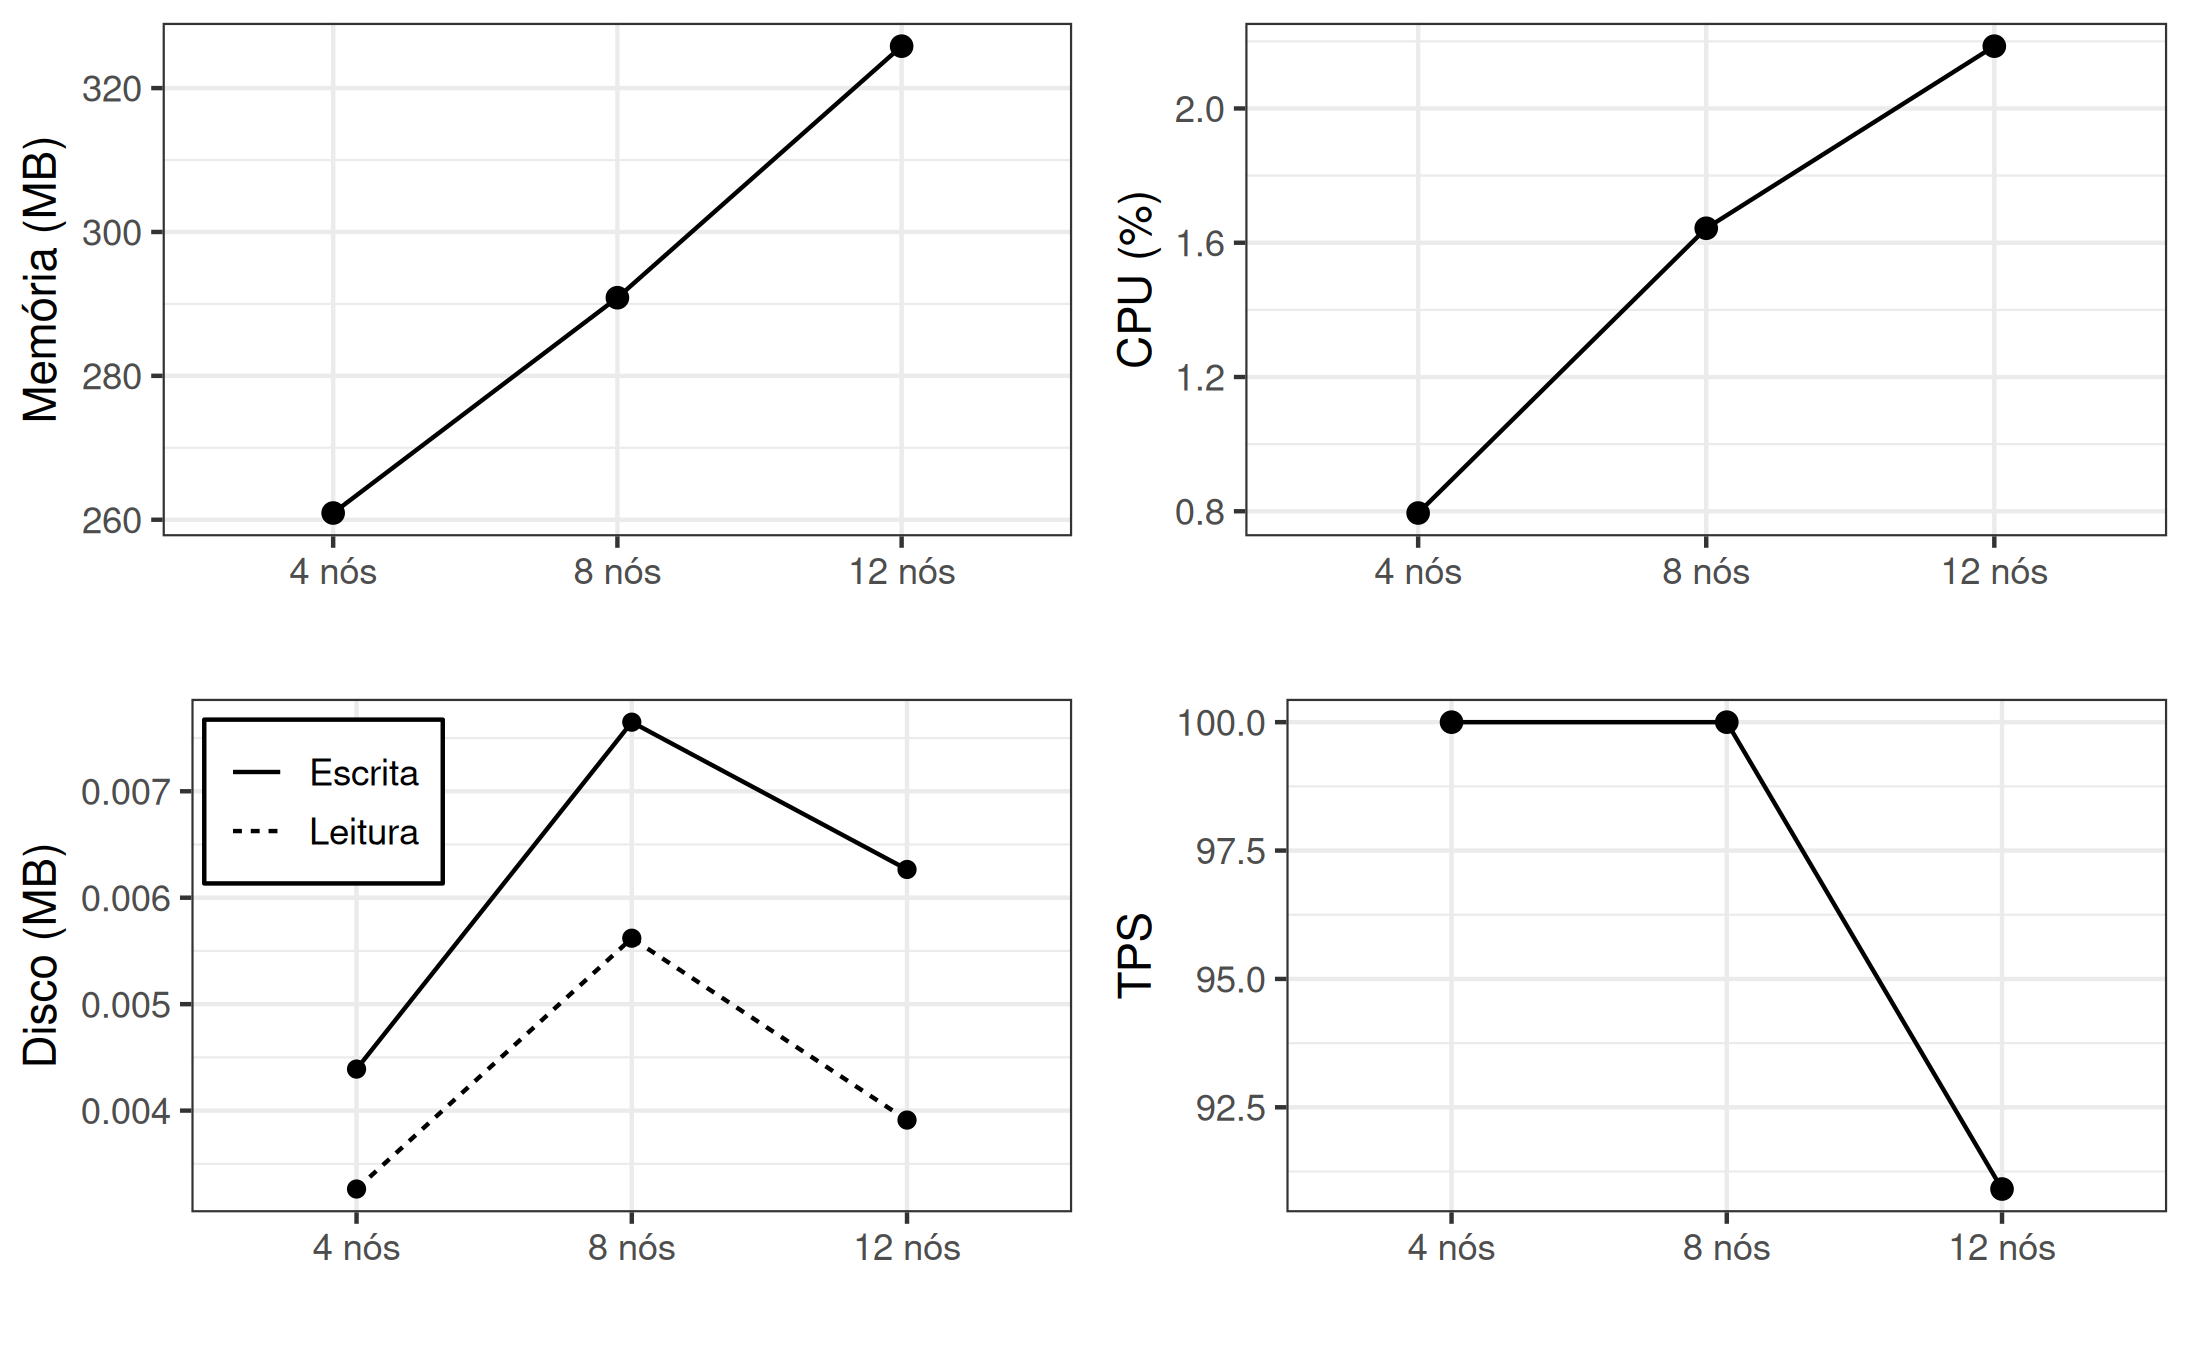 Memória (MB)
320
300
280
260
4 nós 8 nós 12 nós
CPU (%)
2.0
1.6
1.2
0.8
4 nós 8 nós 12 nós
Disco (MB)
Escrita
Leitura
0.007
0.006
0.005
0.004
4 nós 8 nós 12 nós
TPS
100.0
97.5
95.0
92.5
4 nós 8 nós 12 nós